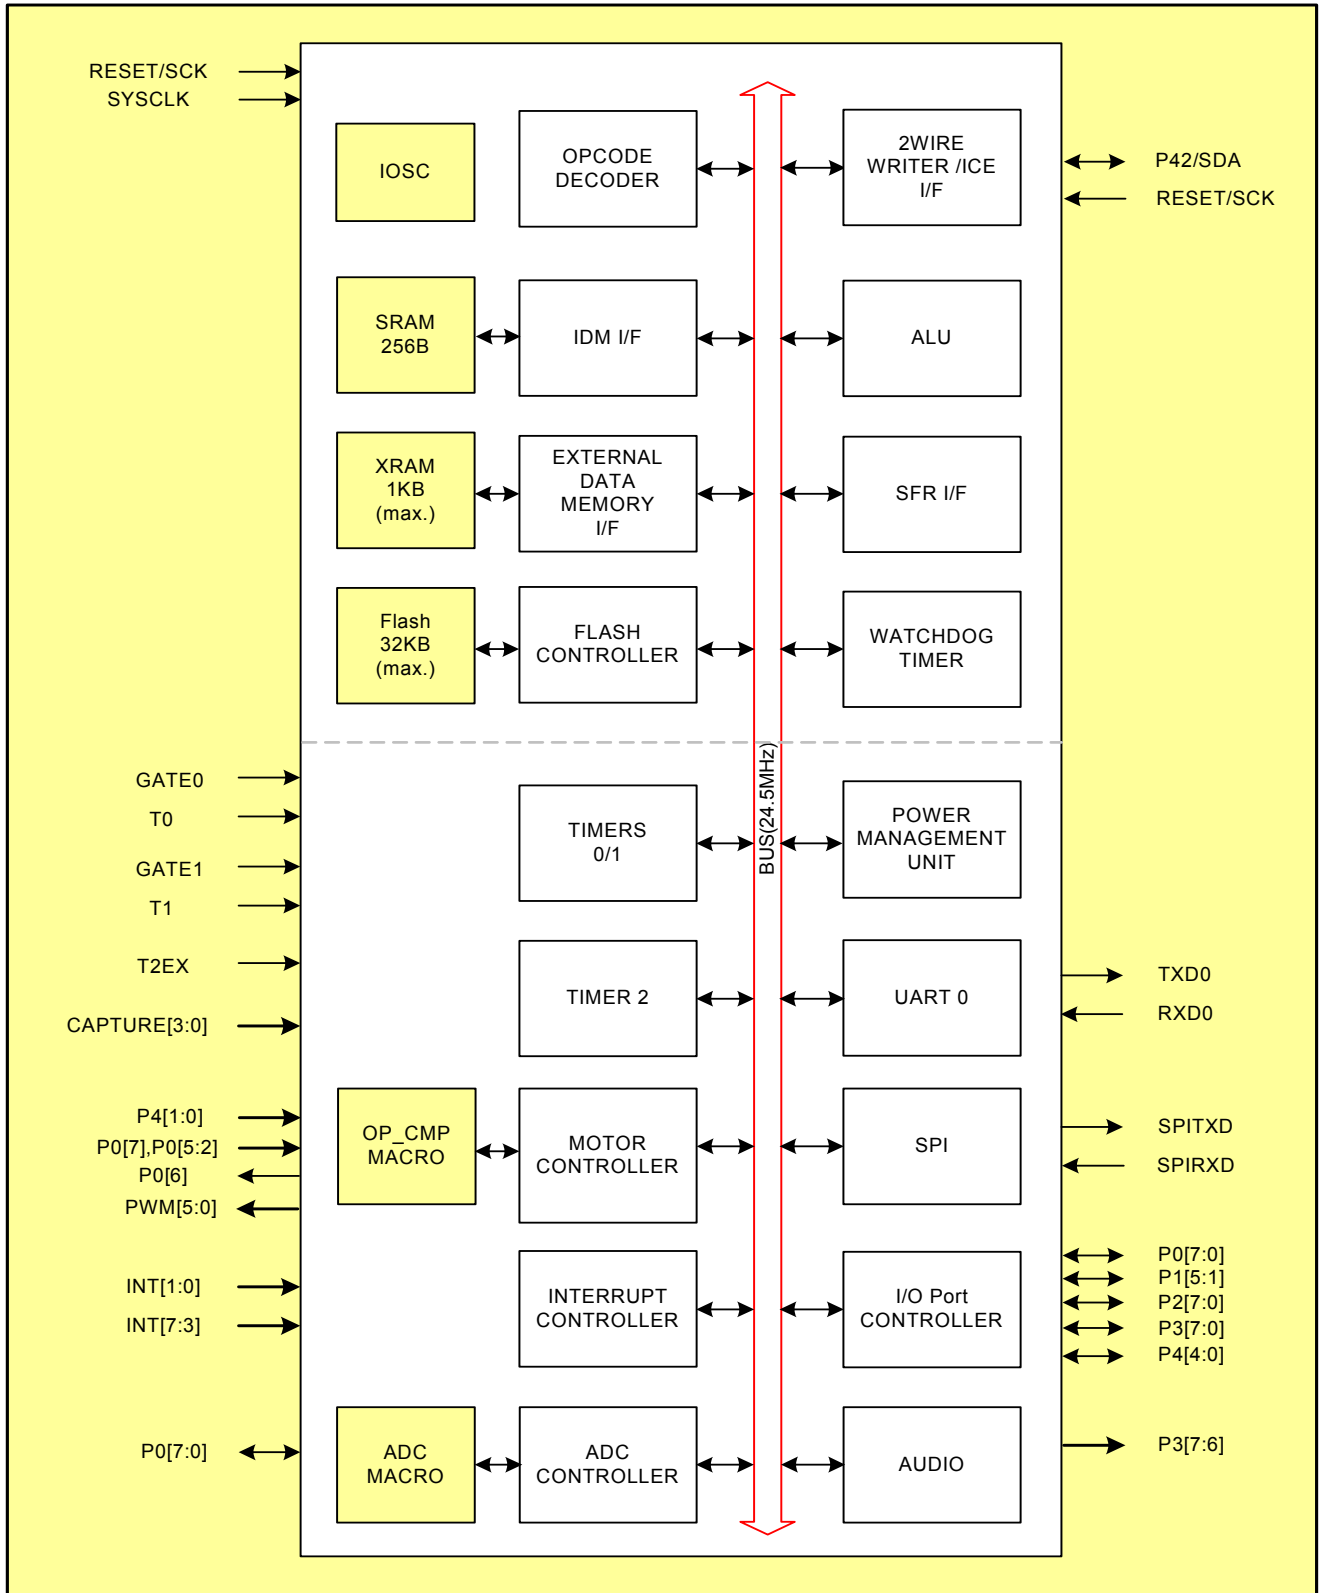 RESET/SCK
SYSCLK
IOSC
OPCODE
DECODER
2WIRE
WRITER /ICE
I/F
P42/SDA
RESET/SCK
SRAM
256B
IDM I/F
ALU
XRAM
1KB
(max.)
EXTERNAL
DATA
MEMORY
I/F
SFR I/F
Flash
32KB
(max.)
FLASH
CONTROLLER
WATCHDOG
TIMER
BUS(24.5MHz)
GATE0
T0
GATE1
T1
T2EX
CAPTURE[3:0]
TIMERS
0/1
POWER
MANAGEMENT
UNIT
TIMER 2
UART 0
TXD0
RXD0
P4[1:0]
P0[7],P0[5:2]
P0[6]
PWM[5:0]
OP_CMP
MACRO
MOTOR
CONTROLLER
SPI
SPITXD
SPIRXD
INT[1:0]
INT[7:3]
INTERRUPT
CONTROLLER
I/O Port
CONTROLLER
P0[7:0]
P1[5:1]
P2[7:0]
P3[7:0]
P4[4:0]
P0[7:0]
ADC
MACRO
ADC
CONTROLLER
AUDIO
P3[7:6]